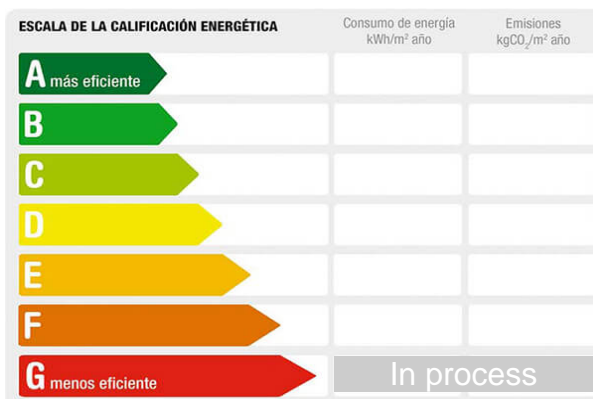 ESCALA DE LA CALIFICACIÓN ENERGÉTICA
Consumo de energía
kWh/m² año
Emisiones
kgCO₂/m² año
A más eficiente
B
C
D
E
F
G menos eficiente
In process